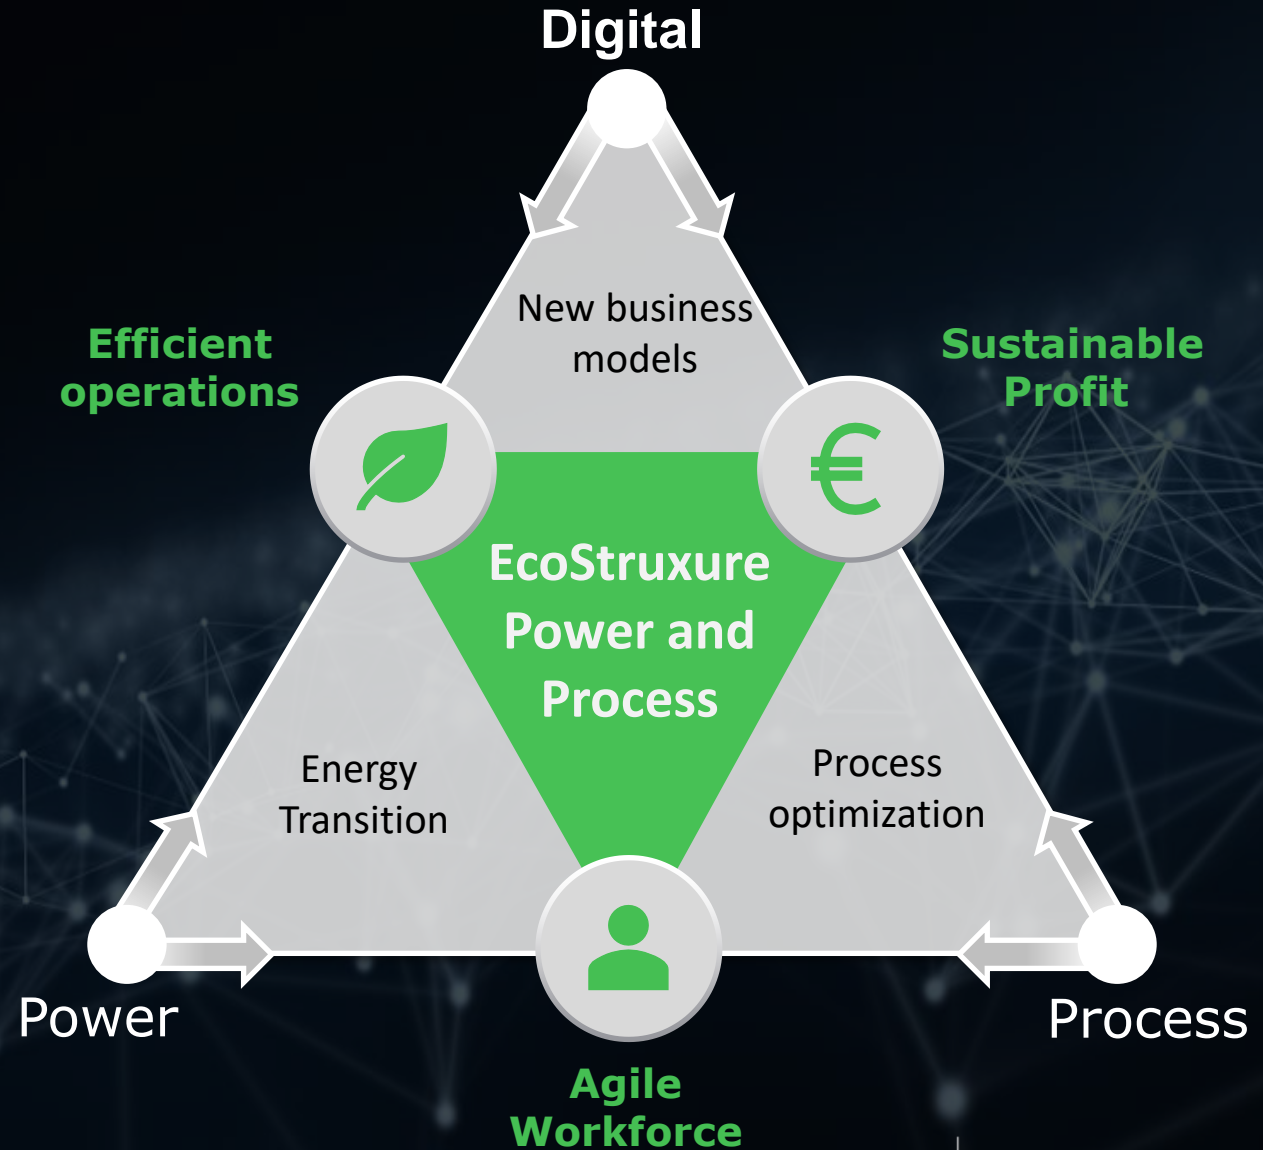 Digital
New business
models
Efficient
operations
Sustainable
Profit
€
EcoStruxure
Power and
Process
Energy
Transition
Process
optimization
Power
Process
Agile
Workforce